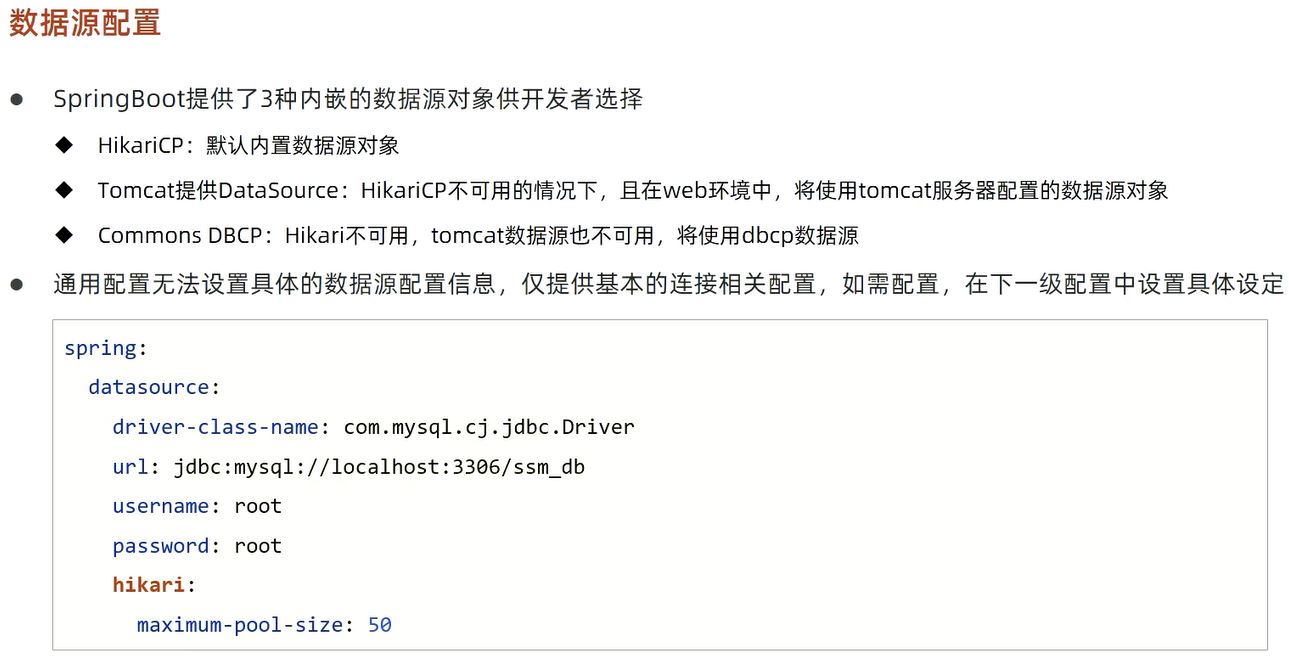 数据源配置
SpringBoot提供了3种内嵌的数据源对象供开发者选择
HikariCP：默认内置数据源对象
Tomcat提供DataSource：HikariCP不可用的情况下，且在web环境中，将使用tomcat服务器配置的数据源对象
Commons DBCP：Hikari不可用，tomcat数据源也不可用，将使用dbcp数据源
通用配置无法设置具体的数据源配置信息，仅提供基本的连接相关配置，如需配置，在下一级配置中设置具体设定
spring:
  datasource:
    driver-class-name: com.mysql.cj.jdbc.Driver
    url: jdbc:mysql://localhost:3306/ssm_db
    username: root
    password: root
    hikari:
      maximum-pool-size: 50